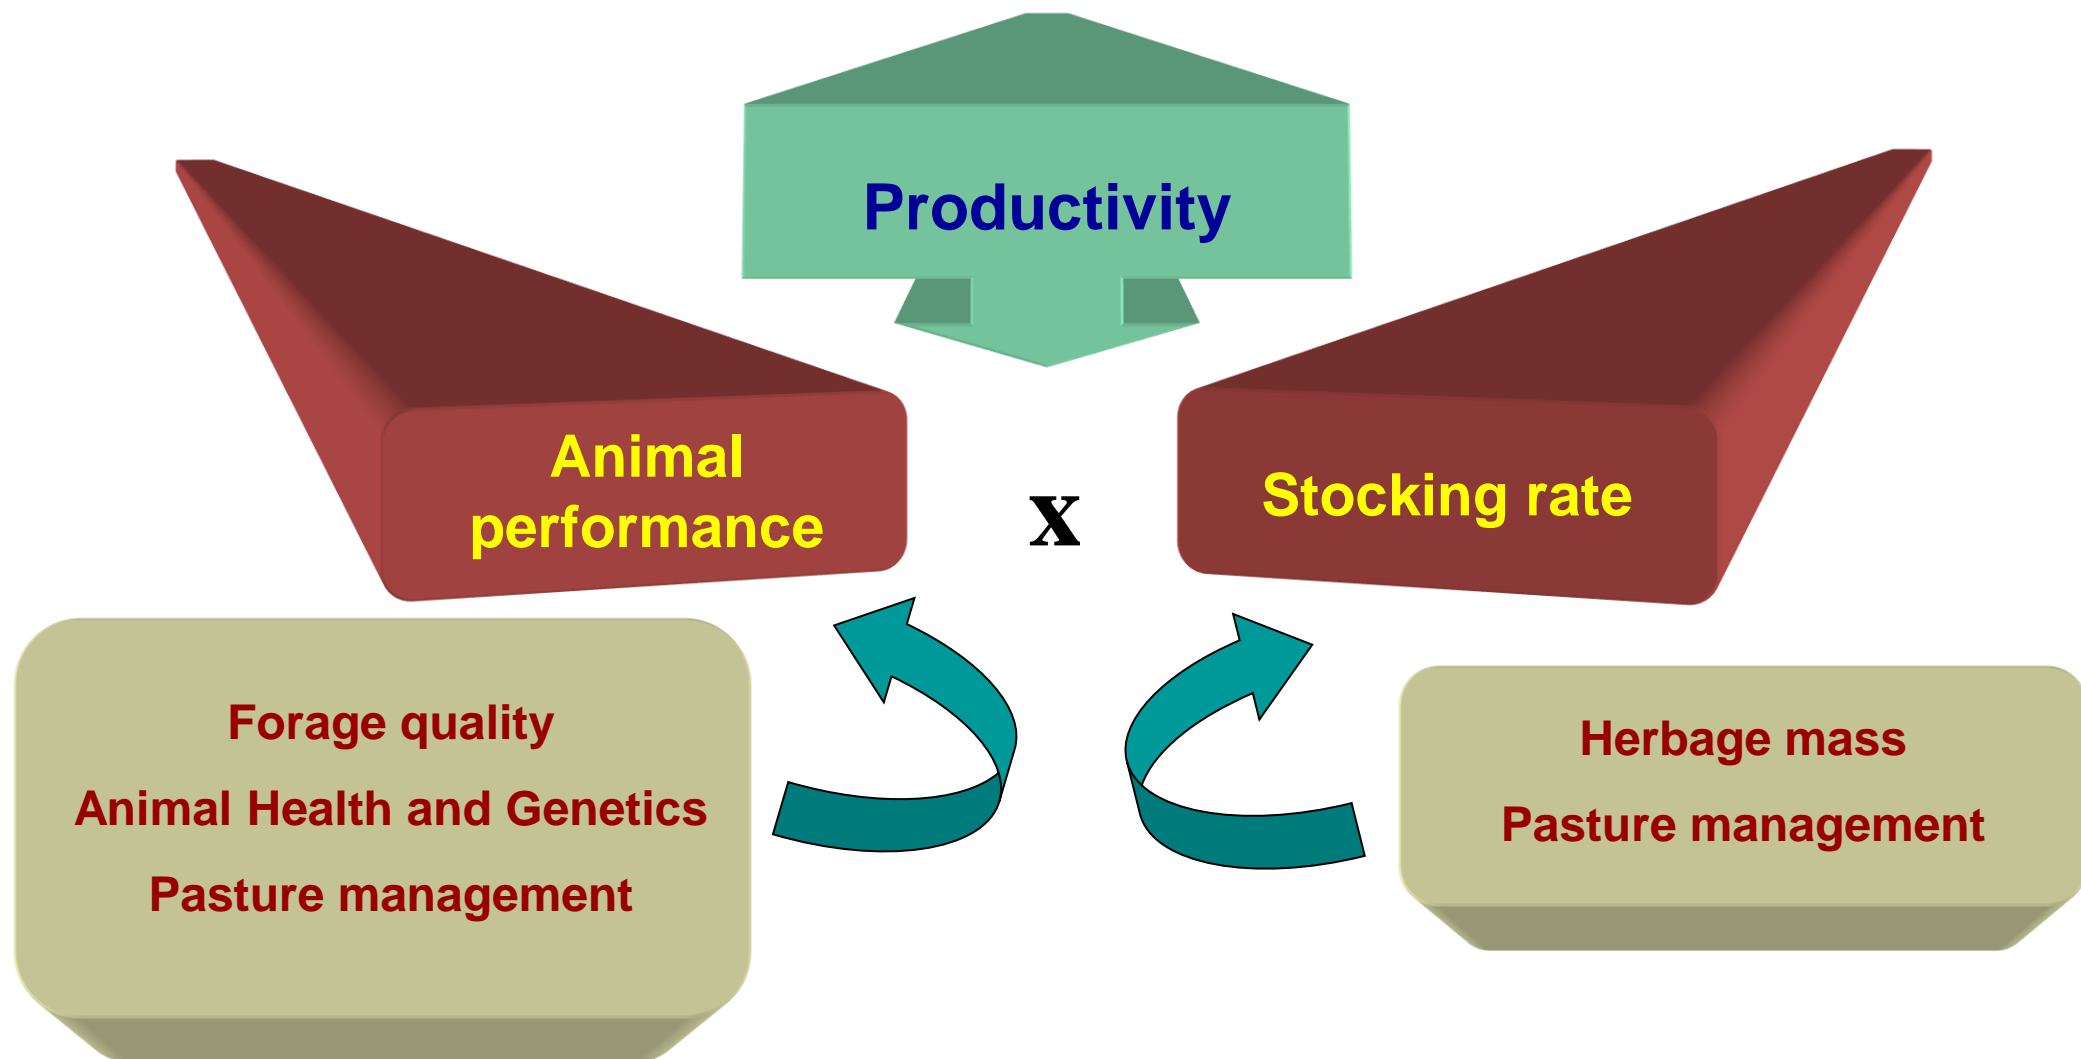 Productivity
Animal
performance
x
Stocking rate
Forage quality
Animal Health and Genetics
Pasture management
Herbage mass
Pasture management